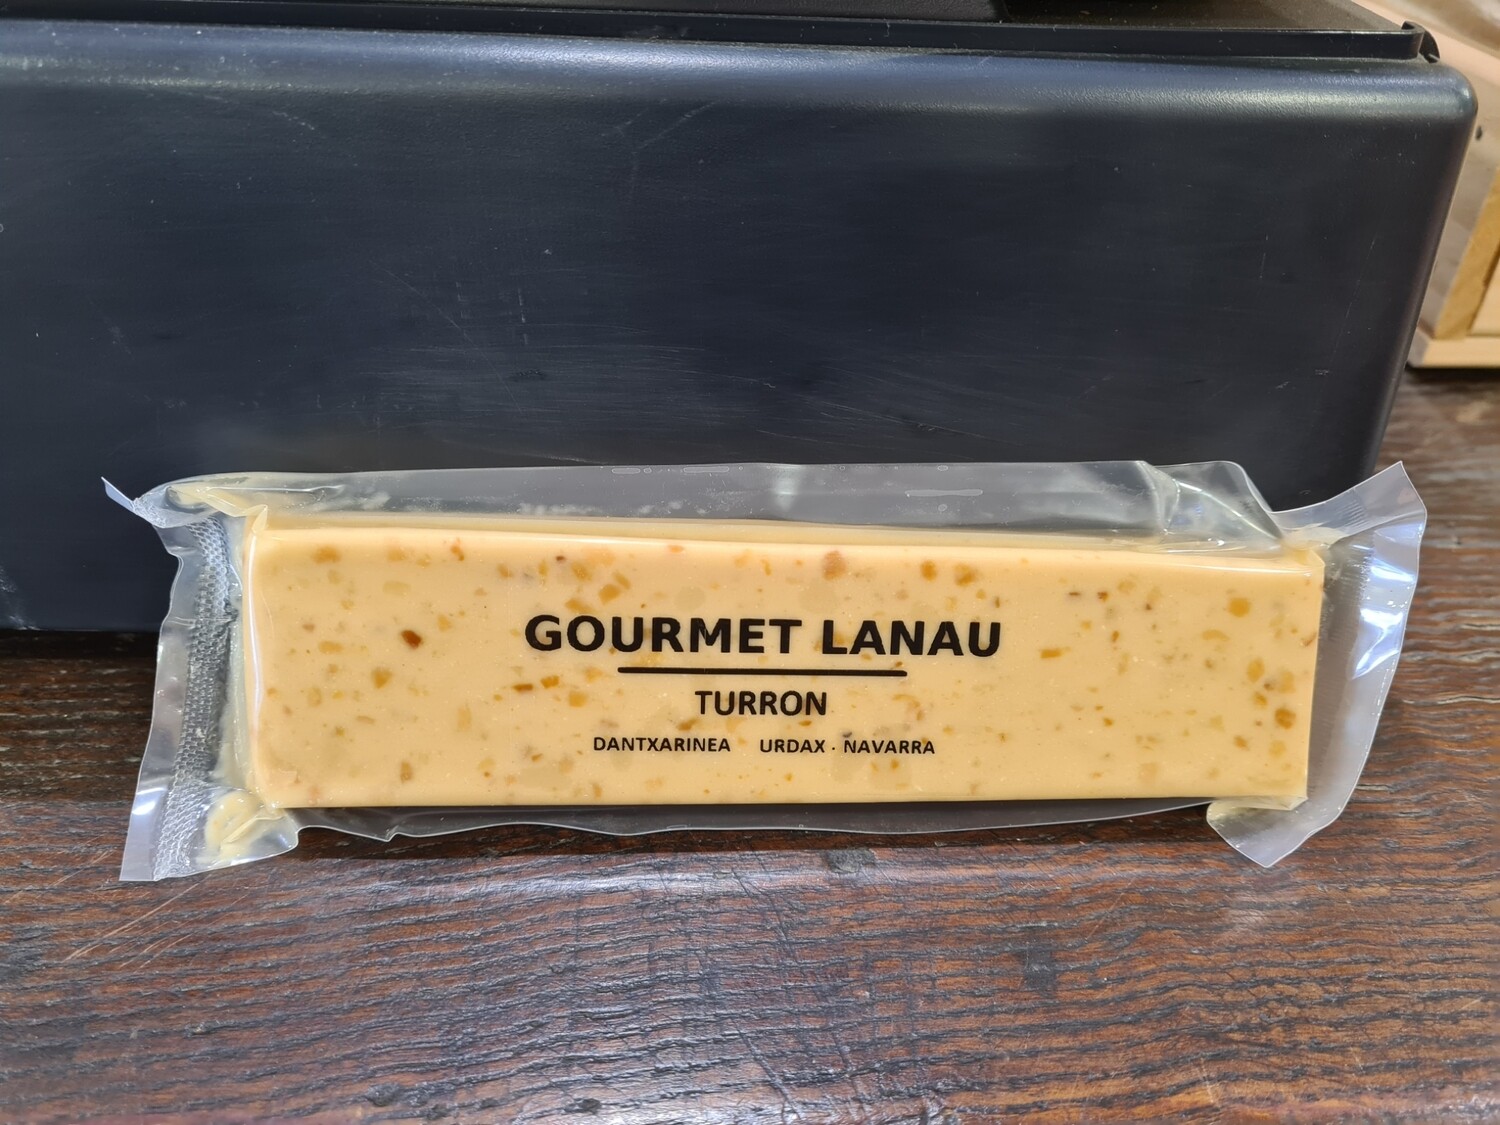 GOURMET LANAU
TURRON
DANTXARINEA URDAX · NAVARRA